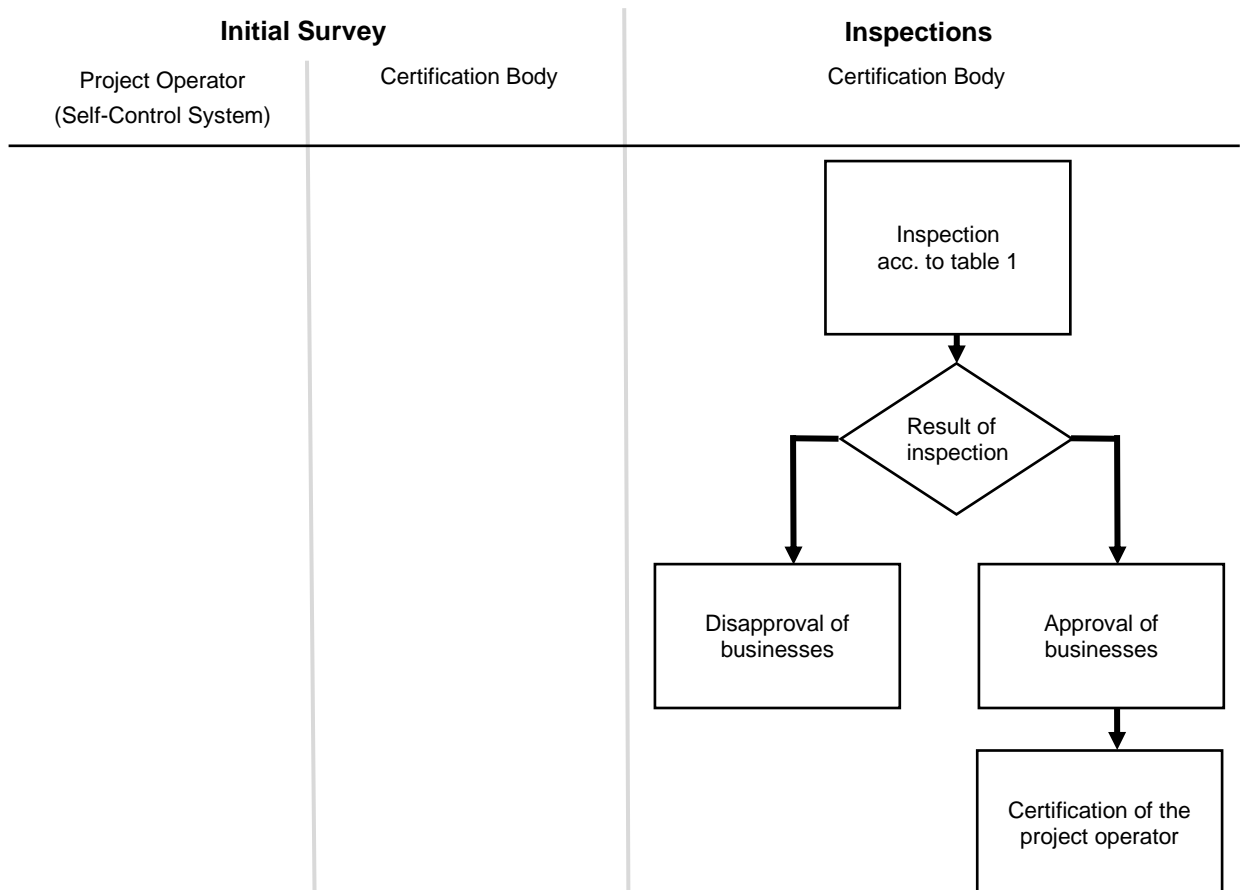 Initial Survey
Inspections
Project Operator
(Self-Control System)
Certification Body
Certification Body
Inspection
acc. to table 1
Result of
inspection
Disapproval of
businesses
Approval of
businesses
Certification of the
project operator